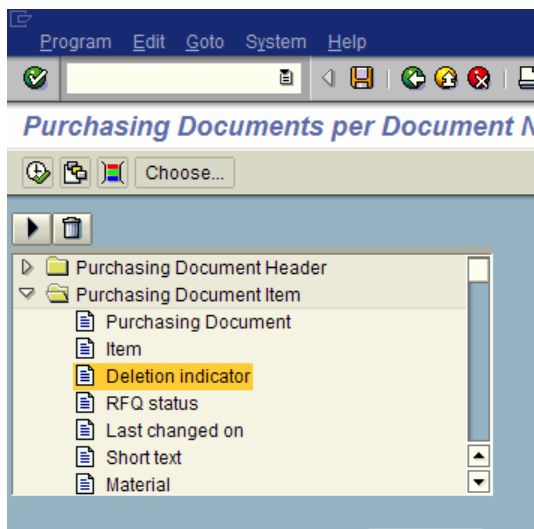 Program Edit Goto System Help
Purchasing Documents per Document
Choose...
Purchasing Document Header
Purchasing Document Item
Purchasing Document
Item
Deletion indicator
RFQ status
Last changed on
Short text
Material